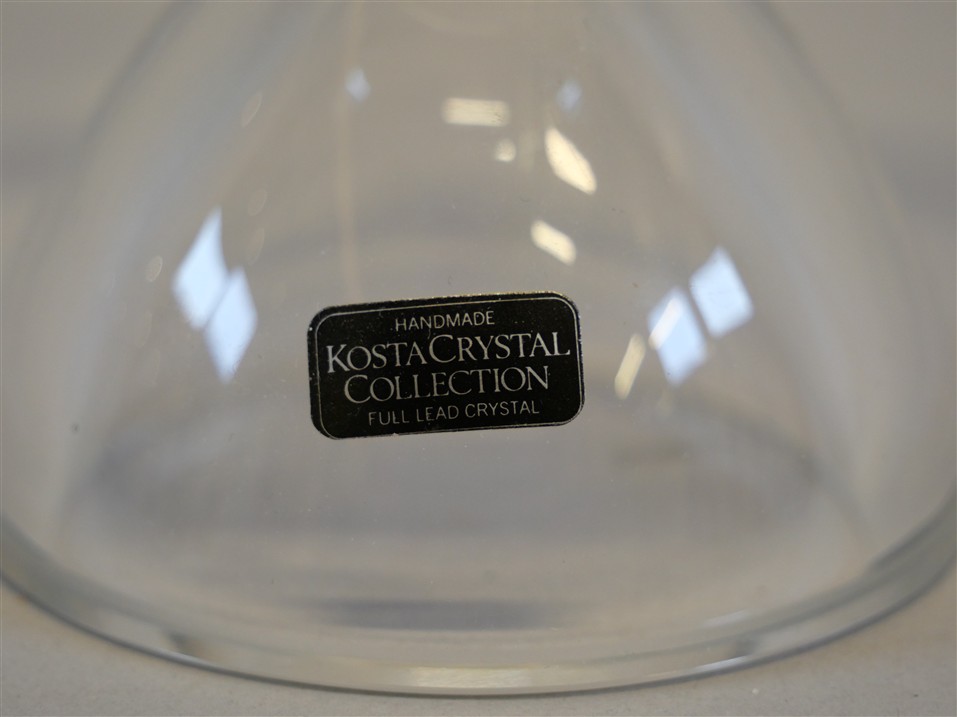 HANDMADE
KOSTA CRYSTAL
COLLECTION
FULL LEAD CRYSTAL